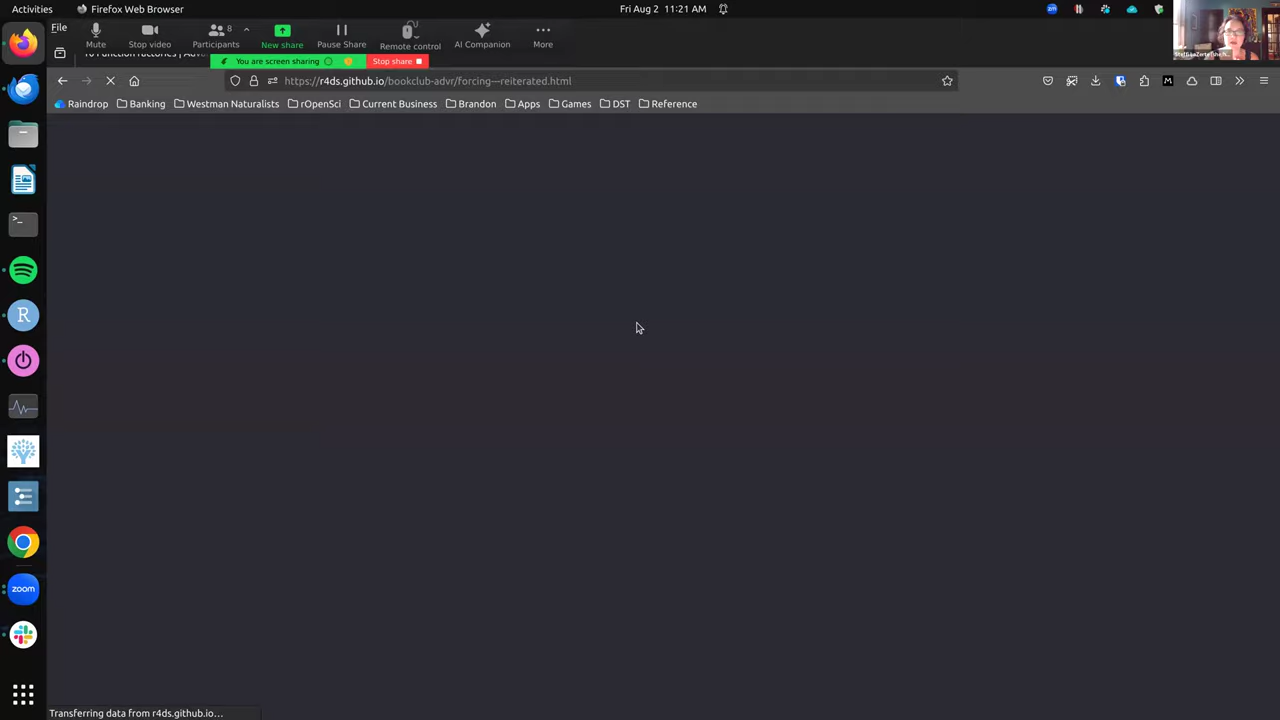 Activities
Firefox Web Browser
Fri Aug 2 11:21 AM
File
Mute
Stop video
8
Participants
New share
Pause Share
Remote control
AI Companion
More
You are screen sharing
Stop share
https://r4ds.github.io/bookclub-advr/forcing—reiterated.html
M
Raindrop
Banking
Westman Naturalists
rOpenSci
Current Business
Brandon
Apps
Games
DST
Reference
>_
R
zoom
Transferring data from r4ds.github.io...